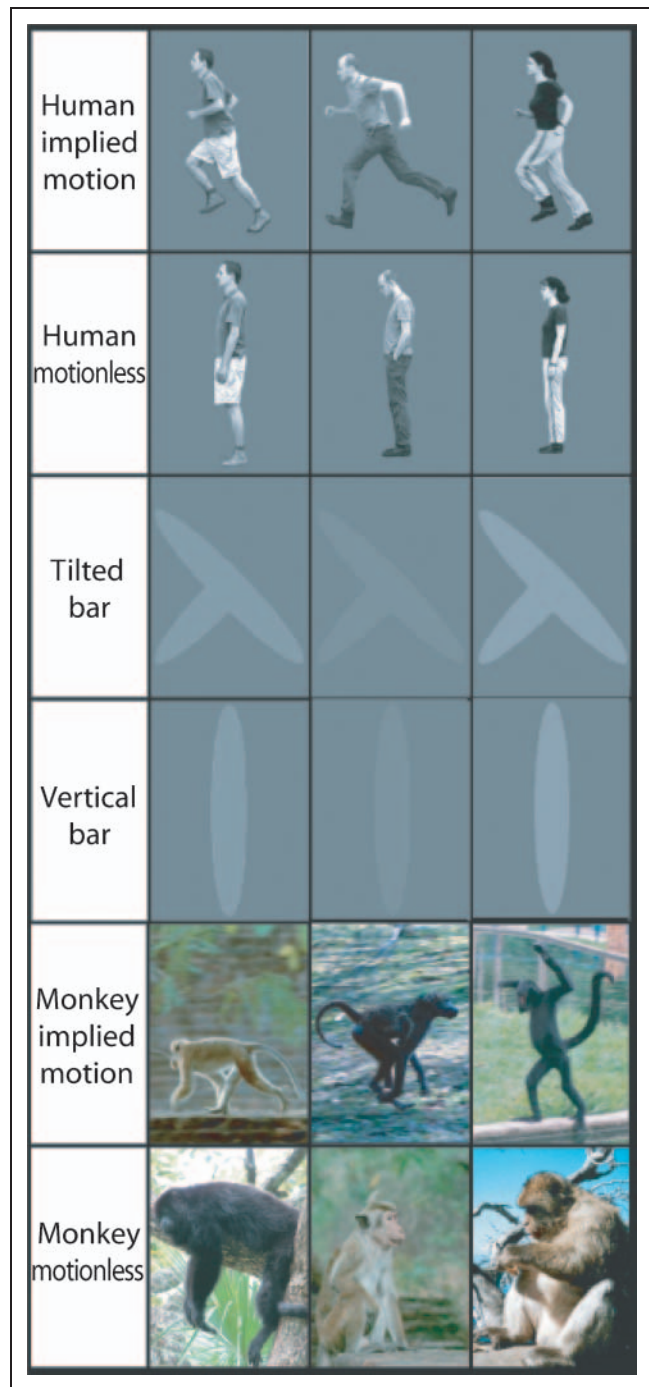 Human
implied
motion
Human
motionless
Tilted
bar
Vertical
bar
Monkey
implied
motion
Monkey
motionless